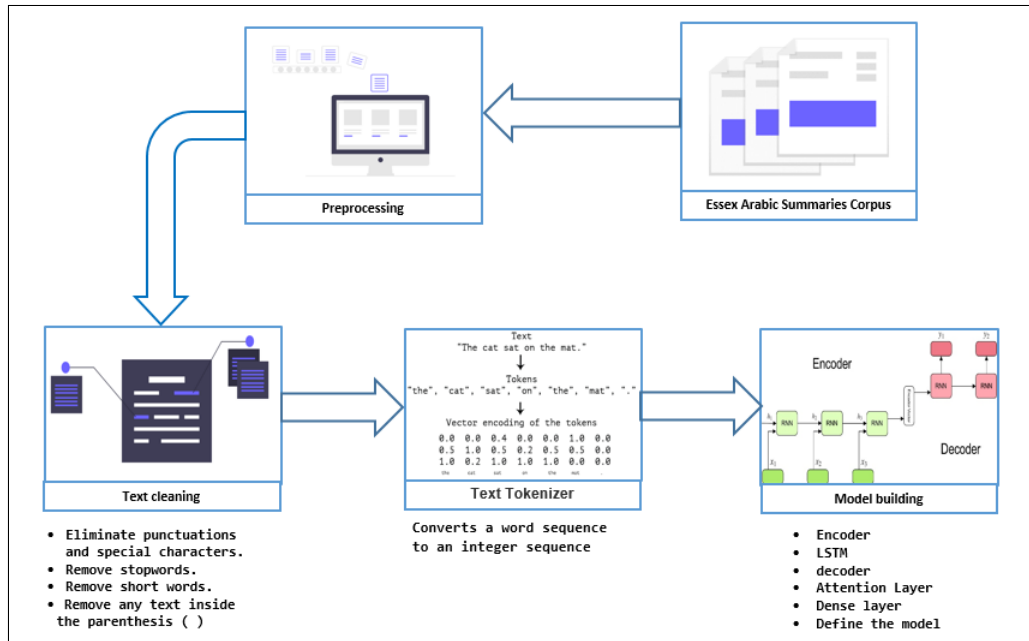 Essex Arabic Summaries Corpus
Preprocessing
Text cleaning
• Eliminate punctuations
and special characters.
• Remove stopwords.
• Remove short words.
• Remove any text inside
the parenthesis ( )
Text
"The cat sat on the mat."
Tokens
"the", "cat", "sat", "on", "the", "mat", "."
Vector encoding of the tokens
0.0 0.0 0.4 0.0 0.0 1.0 0.0
0.5 1.0 0.5 0.2 0.5 0.5 0.0
1.0 0.2 1.0 1.0 1.0 0.0 0.0
the cat sat on the mat
Text Tokenizer
Converts a word sequence
to an integer sequence
y1 y2
Encoder
RNN RNN
RNN RNN RNN
Decoder
x1 x2 x3
Model building
• Encoder
• LSTM
• decoder
• Attention Layer
• Dense layer
• Define the model